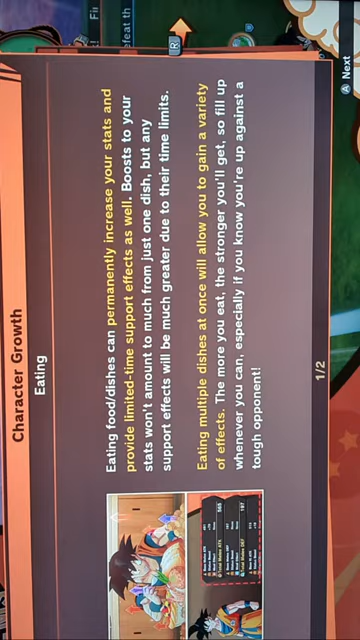 Character Growth
Eating
Eating food/dishes can permanently increase your stats and
provide limited-time support effects as well. Boosts to your
stats won't amount to much from just one dish, but any
support effects will be much greater due to their time limits.
Eating multiple dishes at once will allow you to gain a variety
of effects. The more you eat, the stronger you'll get, so fill up
whenever you can, especially if you know you're up against a
tough opponent!
1/2
R
A Next